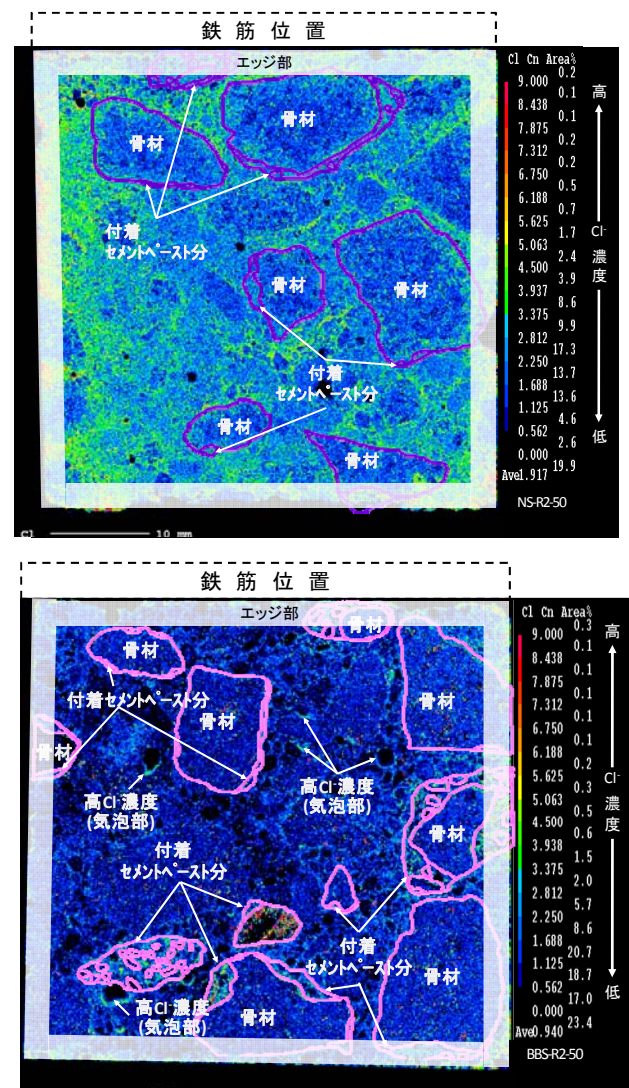 鉄 筋 位 置
エッジ部
Cl Cn Area%
9.000 0.2
8.438 0.1
7.875 0.1
7.312 0.2
6.750 0.2
6.188 0.5
5.625 0.7
5.063 1.7
4.500 2.4
3.937 3.9
3.375 8.6
2.812 9.9
2.250 17.3
1.688 13.7
1.125 13.6
0.562 4.6
0.000 2.6
19.9
Ave1.917
高
Cl-
濃
度
低
骨材
骨材
付着
セメントペースト分
骨材
骨材
付着
セメントペースト分
骨材
骨材
NS-R2-50
Cl 10 mm
鉄 筋 位 置
エッジ部
Cl Cn Area%
9.000 0.3
8.438 0.1
7.875 0.1
7.312 0.1
6.750 0.1
6.188 0.1
5.625 0.2
5.063 0.3
4.500 0.5
3.938 0.6
3.375 1.5
2.812 2.0
2.250 5.7
1.688 8.6
1.125 20.7
0.562 18.7
0.000 17.0
23.4
Ave0.940
高
Cl-
濃
度
低
骨材
骨材
付着セメントペースト分
骨材
骨材
骨材
高Cl-濃度
(気泡部)
高Cl-濃度
(気泡部)
骨材
付着
セメントペースト分
付着
セメントペースト分
高Cl-濃度
(気泡部)
骨材
骨材
BBS-R2-50